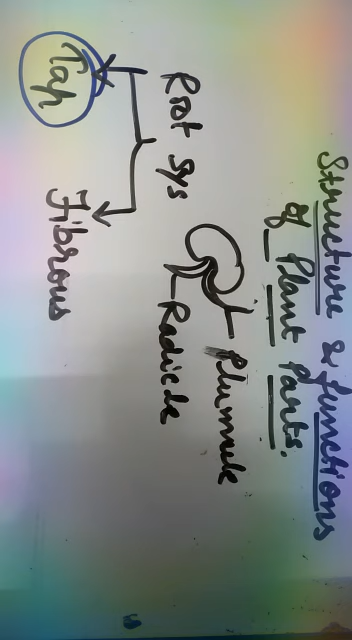 Structure & functions
of Plant Parts.
Plumule
Radicle
Root sys
Tap
Fibrous